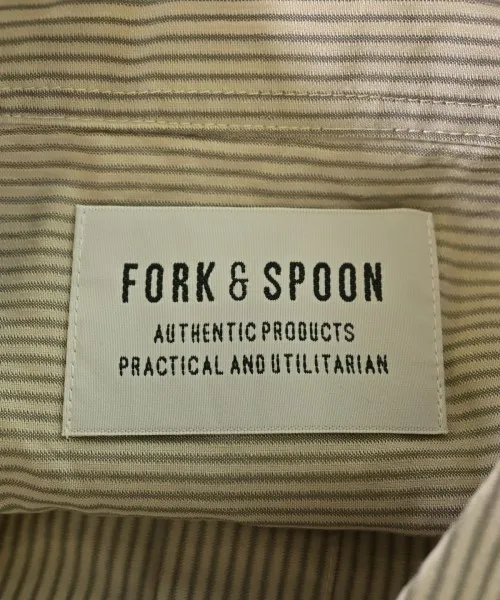 FORK & SPOON
AUTHENTIC PRODUCTS
PRACTICAL AND UTILITARIAN